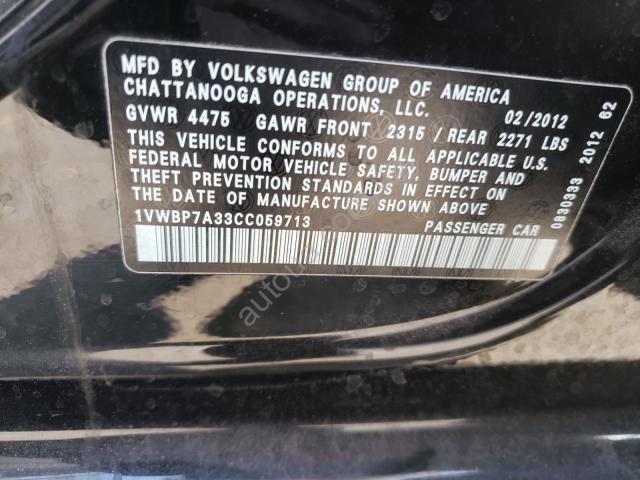 MFD BY VOLKSWAGEN GROUP OF AMERICA
CHATTANOOGA OPERATIONS, LLC. 02/2012
GVWR 4475 GAWR FRONT 2315 / REAR 2271 LBS
THIS VEHICLE CONFORMS TO ALL APPLICABLE U.S.
FEDERAL MOTOR VEHICLE SAFETY, BUMPER AND
THEFT PREVENTION STANDARDS IN EFFECT ON
THE DATE OF MANUFACTURE SHOWN ABOVE
1VWBP7A33CC059713 PASSENGER CAR
0830333 2012 62